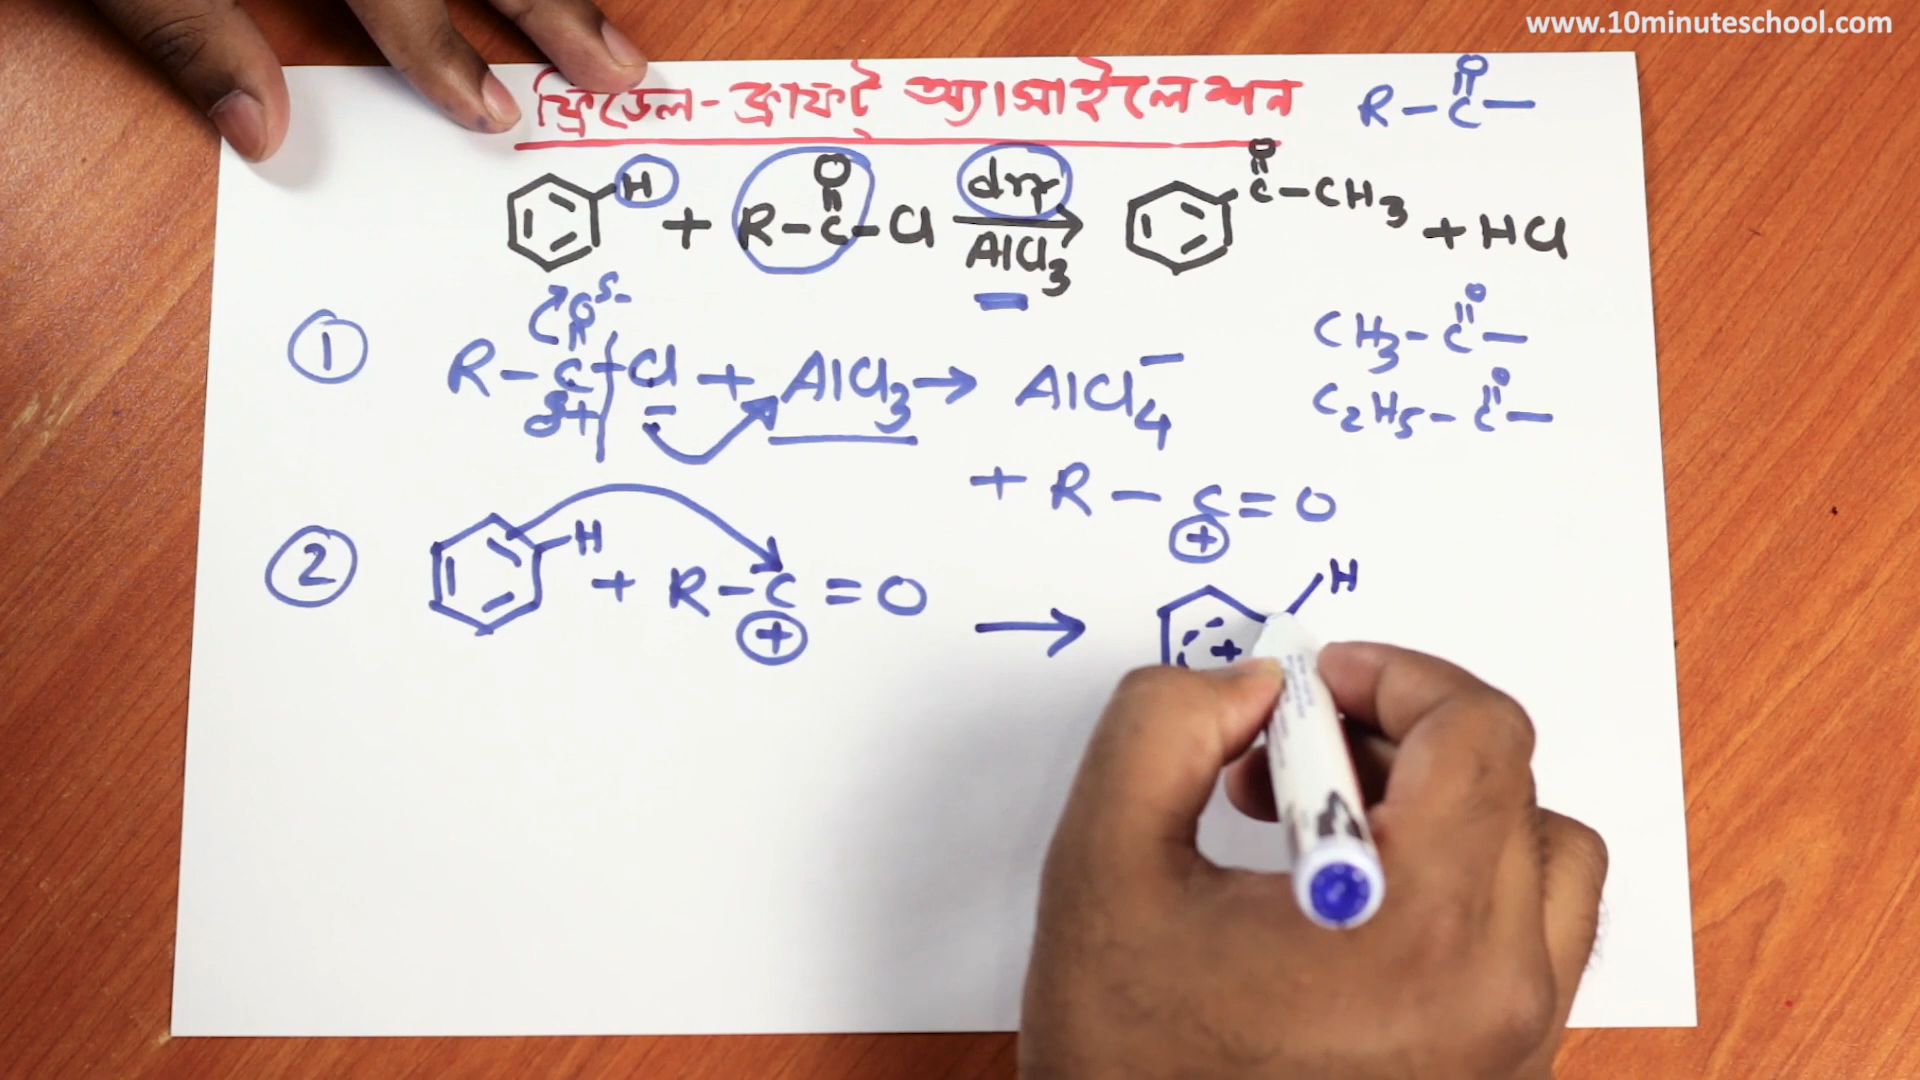 www.10minuteschool.com
ফ্রিডেল-ক্রাফট অ্যাসাইলেশন
R-C-
O
H + R-C-Cl dry AlCl3 C-CH3 + HCl
O O
1 R-C-Cl + AlCl3 → AlCl4-
O δ- δ+ -
CH3-C-
O
C2H5-C-
O
+ R-C=O
+
2 H + R-C=O → H
+ +